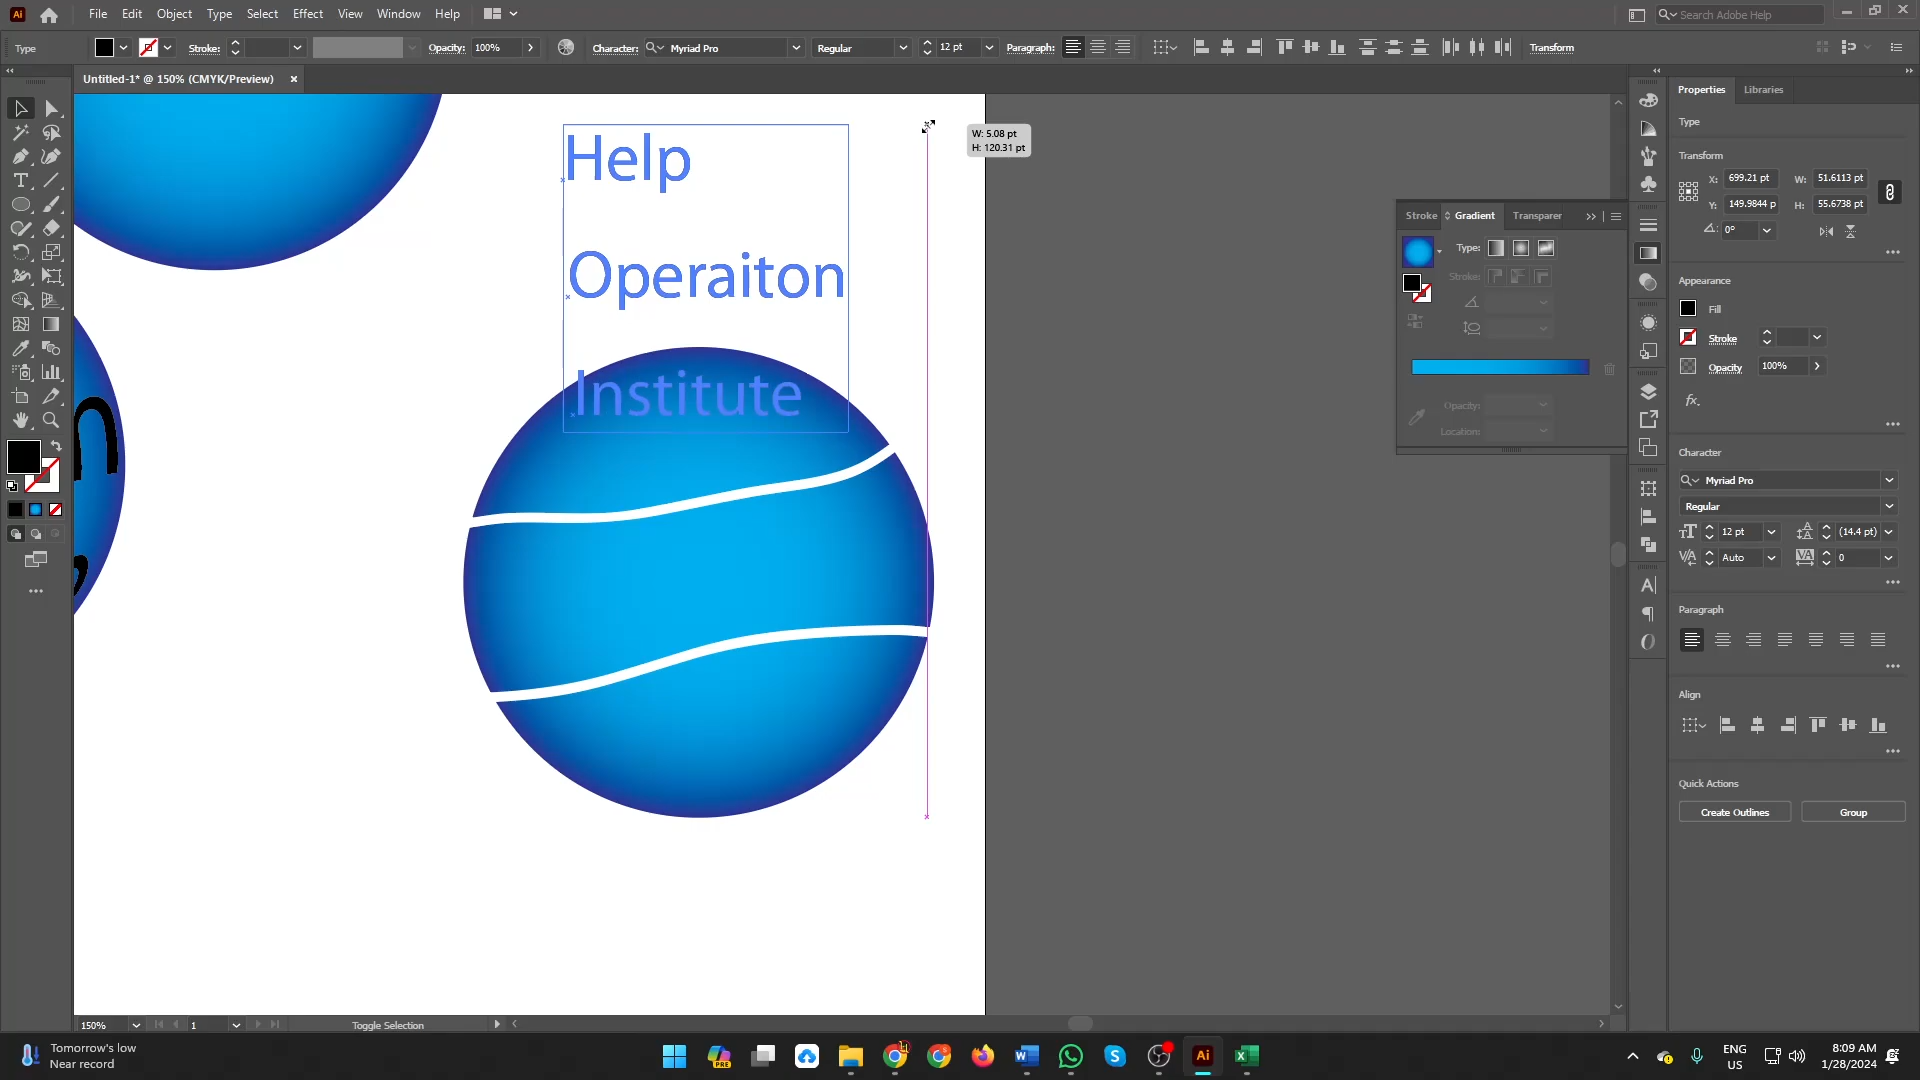 Ai
File Edit Object Type Select Effect View Window Help
Search Adobe Help
Type
Stroke:
Opacity: 100%
Character: Myriad Pro
Regular
12 pt
Paragraph:
Transform
Untitled-1* @ 150% (CMYK/Preview)
Help
Operaiton
Institute
W: 5.08 pt
H: 120.31 pt
Stroke Gradient Transparer
Type:
Stroke:
Opacity:
Location:
Properties Libraries
Type
Transform
X: 699.21 pt W: 51.6113 pt
Y: 149.9844 p H: 55.6738 pt
0°
Appearance
Fill
Stroke
Opacity 100%
fx.
Character
Myriad Pro
Regular
12 pt (14.4 pt)
Auto 0
Paragraph
Align
Quick Actions
Create Outlines Group
150% 1 Toggle Selection
Tomorrow's low
Near record
PRE
Ai
ENG
US
8:09 AM
1/28/2024